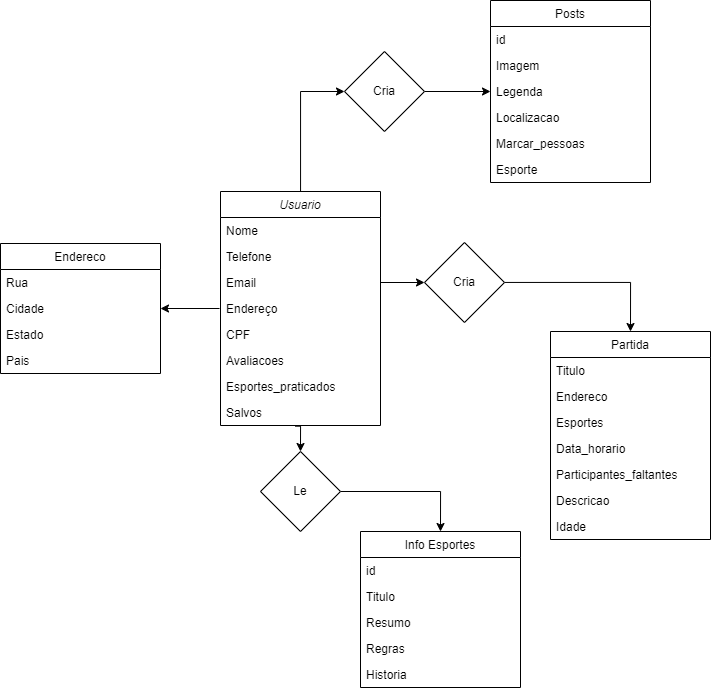 Posts
id
Imagem
Legenda
Localizacao
Marcar_pessoas
Esporte
Cria
Usuario
Nome
Telefone
Email
Endereço
CPF
Avaliacoes
Esportes_praticados
Salvos
Endereco
Rua
Cidade
Estado
Pais
Cria
Partida
Titulo
Endereco
Esportes
Data_horario
Participantes_faltantes
Descricao
Idade
Le
Info Esportes
id
Titulo
Resumo
Regras
Historia